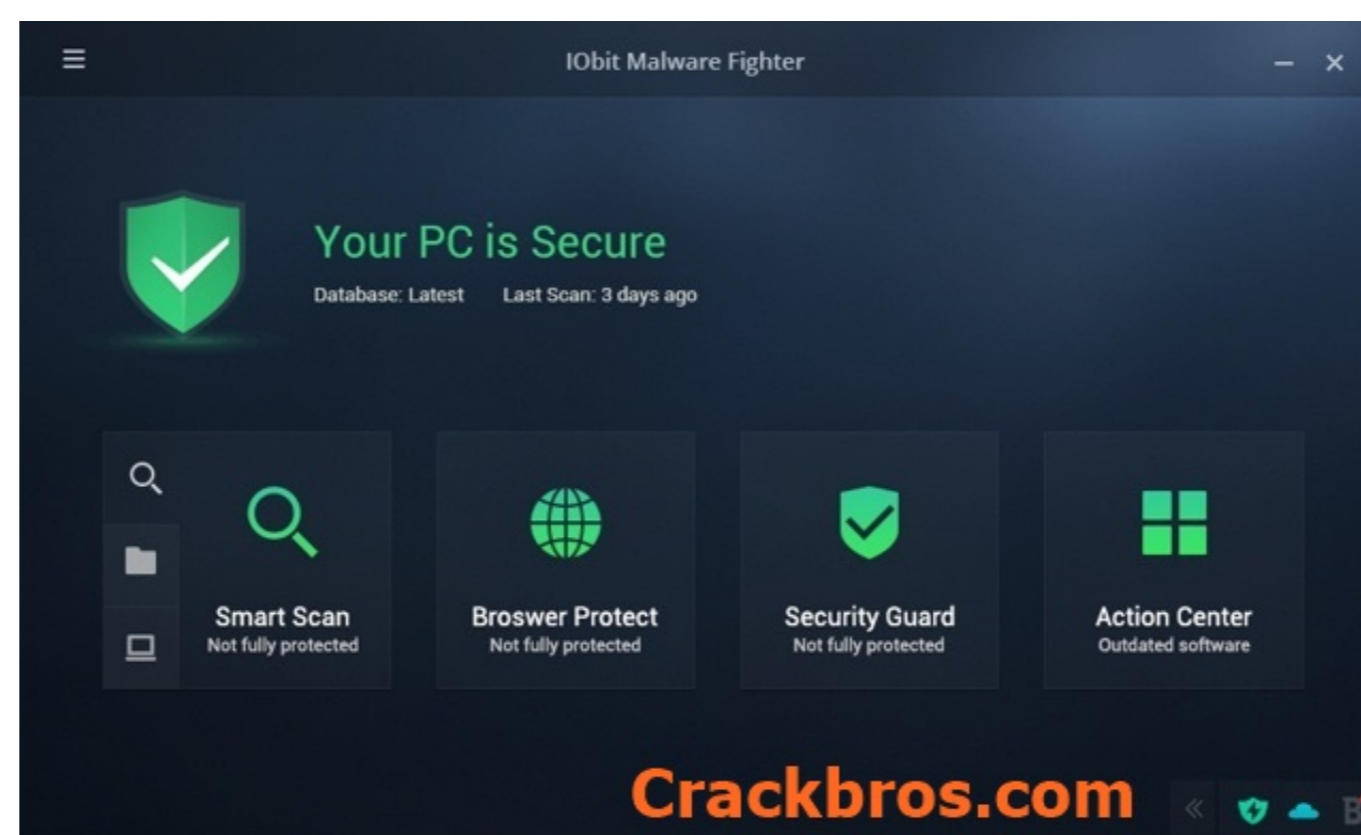 IObit Malware Fighter
Your PC is Secure
Database: Latest Last Scan: 3 days ago
Smart Scan
Not fully protected
Broswer Protect
Not fully protected
Security Guard
Not fully protected
Action Center
Outdated software
Crackbros.com
B